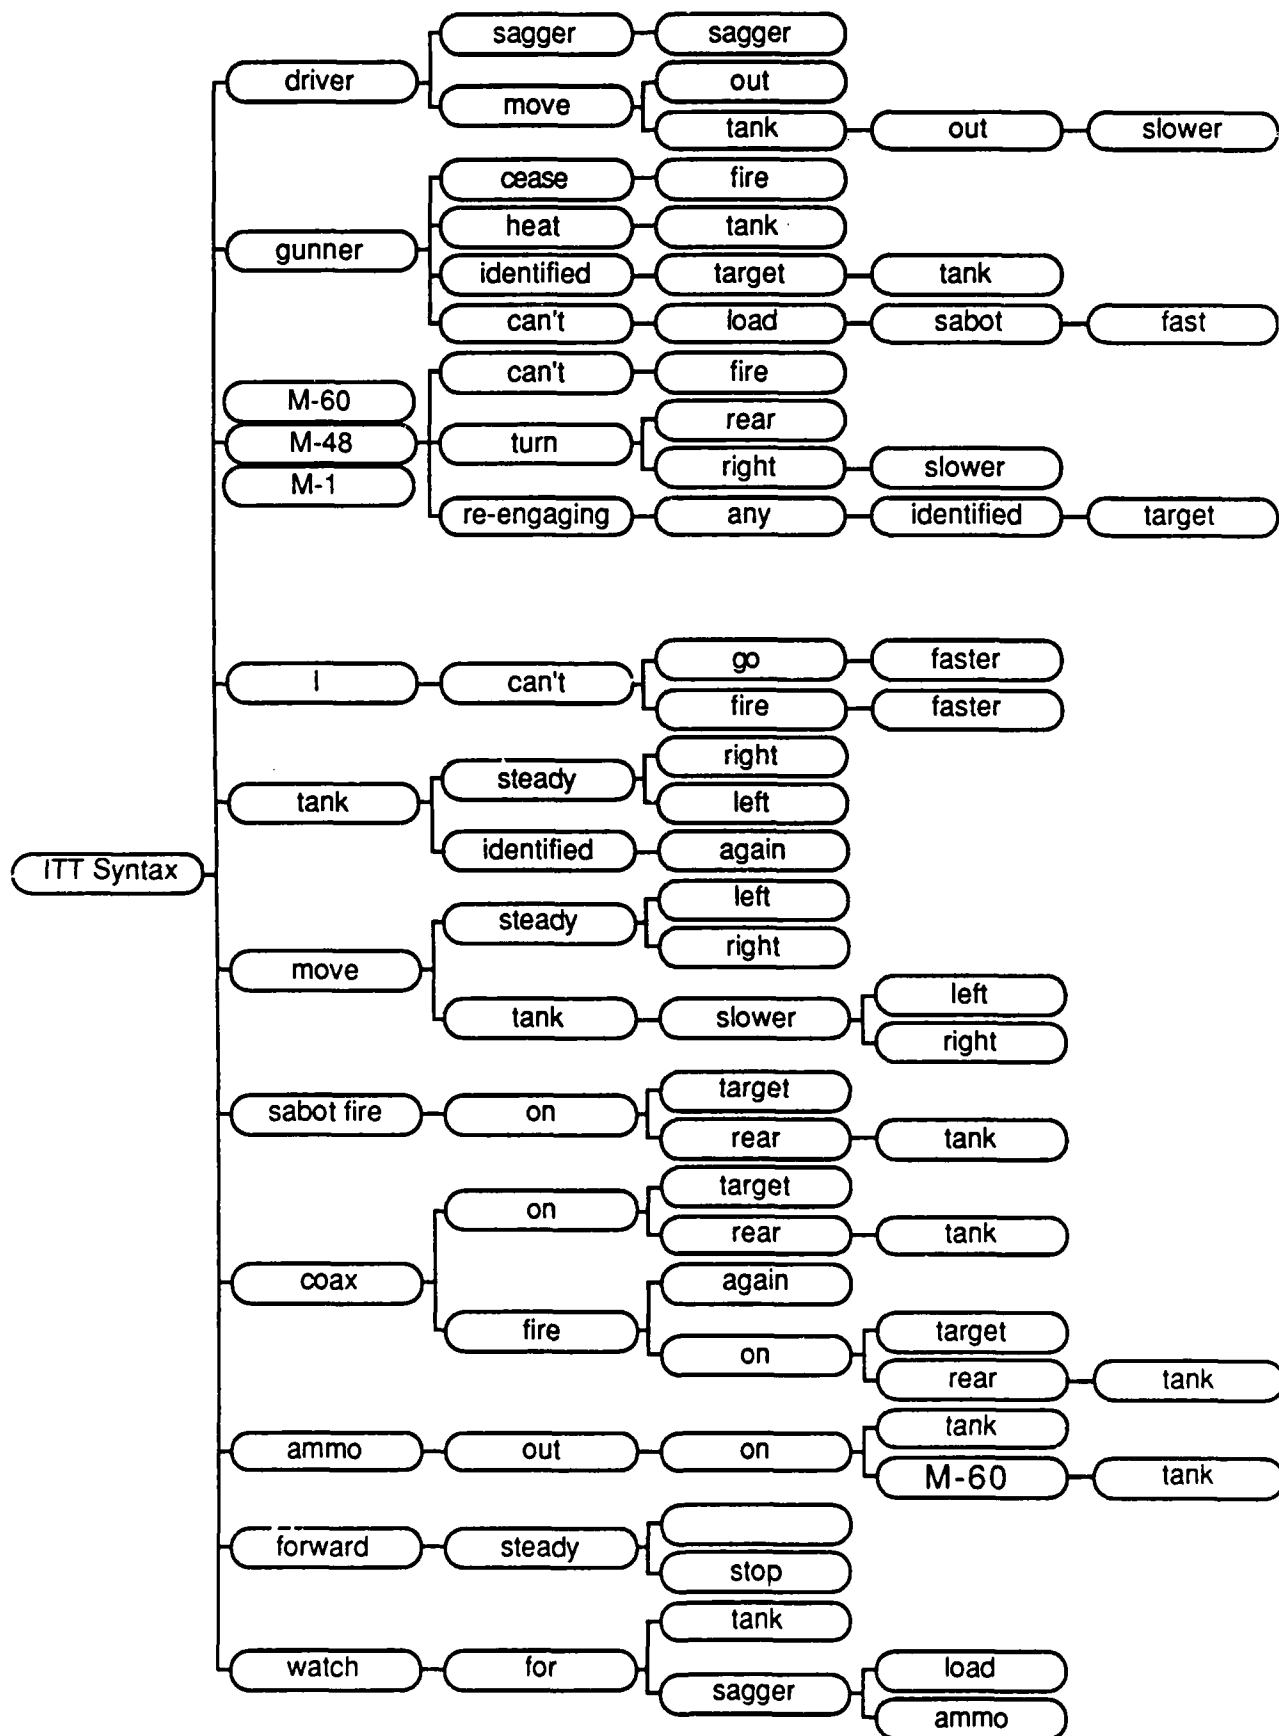 sagger sagger
driver out
move
tank out slower
cease fire
heat tank
gunner
identified target tank
can't load sabot fast
can't fire
M-60
rear
M-48 turn
right slower
M-1
re-engaging any identified target
go faster
I can't
fire faster
right
steady
tank left
identified again
ITT Syntax
left
steady
right
move
left
tank slower
right
target
sabot fire on
rear tank
target
on
rear tank
coax again
fire target
on
rear tank
tank
ammo out on
M-60 tank
forward steady
stop
tank
watch for load
sagger
ammo